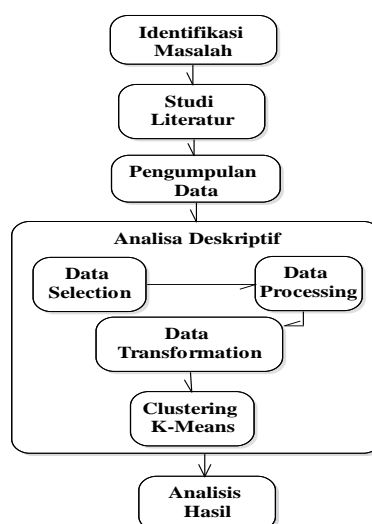 Identifikasi
Masalah
Studi
Literatur
Pengumpulan
Data
Analisa Deskriptif
Data
Selection
Data
Processing
Data
Transformation
Clustering
K-Means
Analisis
Hasil